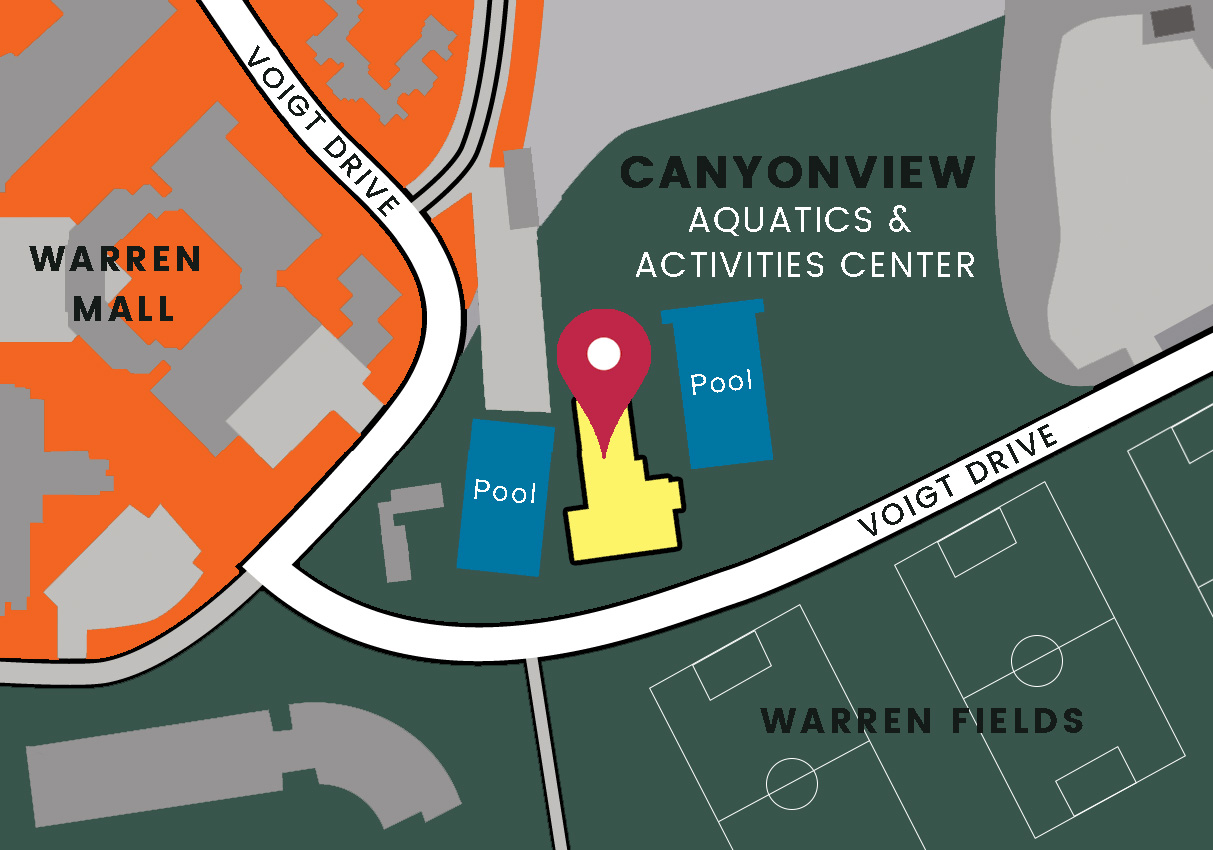 VOIGT DRIVE
CANYONVIEW
AQUATICS &
ACTIVITIES CENTER
WARREN
MALL
Pool
Pool
VOIGT DRIVE
WARREN FIELDS